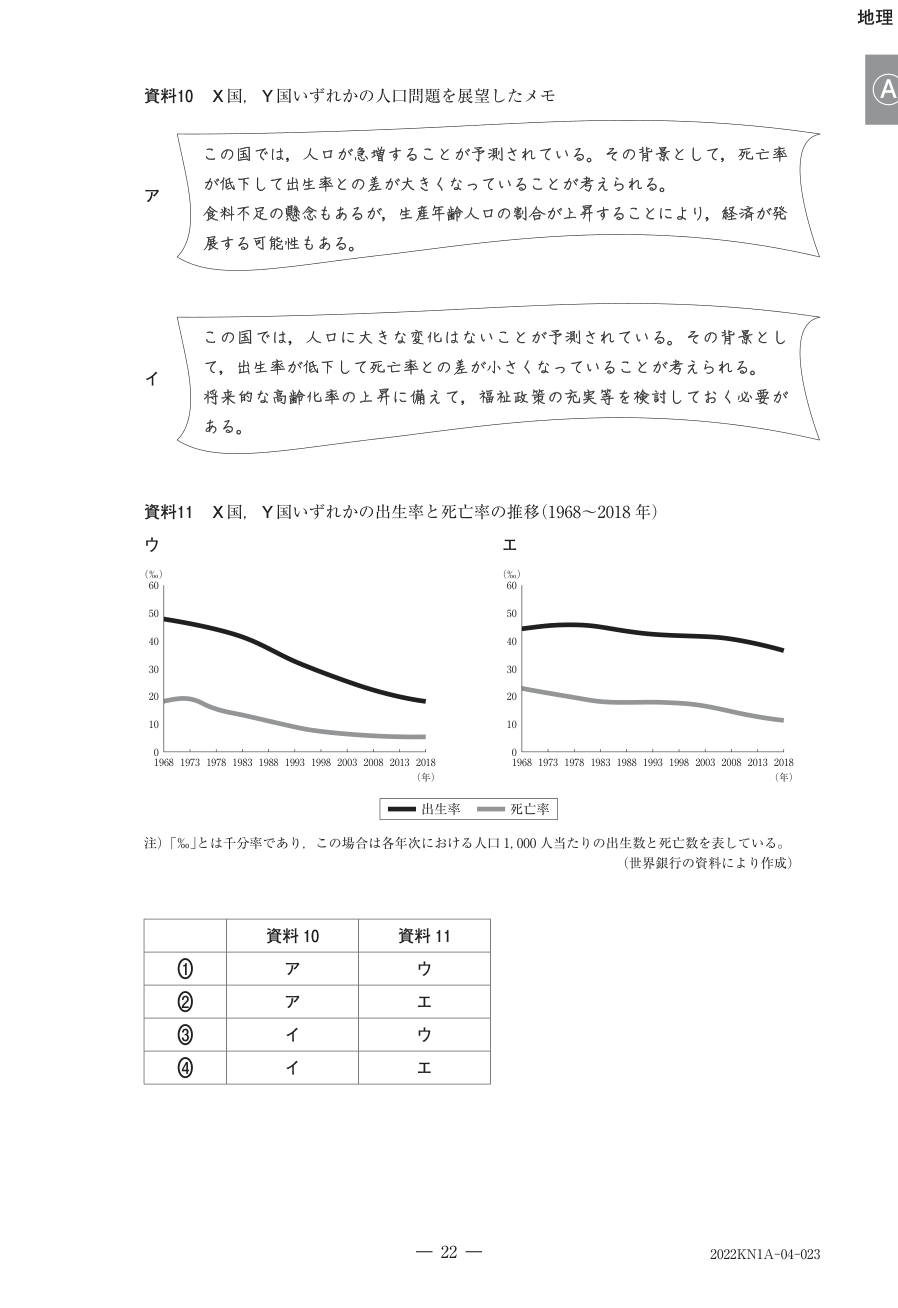 地理
Ⓐ
資料10 X国，Y国いずれかの人口問題を展望したメモ
ア
この国では，人口が急増することが予測されている。その背景として，死亡率
が低下して出生率との差が大きくなっていることが考えられる。
食料不足の懸念もあるが，生産年齢人口の割合が上昇することにより，経済が発
展する可能性もある。
イ
この国では，人口に大きな変化はないことが予測されている。その背景とし
て，出生率が低下して死亡率との差が小さくなっていることが考えられる。
将来的な高齢化率の上昇に備えて，福祉政策の充実等を検討しておく必要が
ある。
資料11 X国，Y国いずれかの出生率と死亡率の推移(1968～2018年)
ウ
(‰)
60
50
40
30
20
10
0
1968 1973 1978 1983 1988 1993 1998 2003 2008 2013 2018
(年)
エ
(‰)
60
50
40
30
20
10
0
1968 1973 1978 1983 1988 1993 1998 2003 2008 2013 2018
(年)
出生率 死亡率
注)「‰」とは千分率であり，この場合は各年次における人口1,000人当たりの出生数と死亡数を表している。
(世界銀行の資料により作成)
資料10 資料11
① ア ウ
② ア エ
③ イ ウ
④ イ エ
— 22 —
2022KN1A-04-023